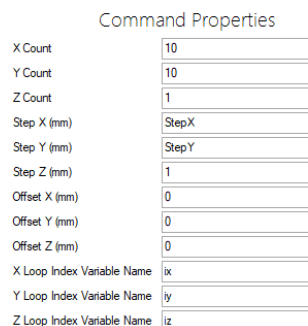 Command Properties
X Count 10
Y Count 10
Z Count 1
Step X (mm) StepX
Step Y (mm) StepY
Step Z (mm) 1
Offset X (mm) 0
Offset Y (mm) 0
Offset Z (mm) 0
X Loop Index Variable Name ix
Y Loop Index Variable Name iy
Z Loop Index Variable Name iz